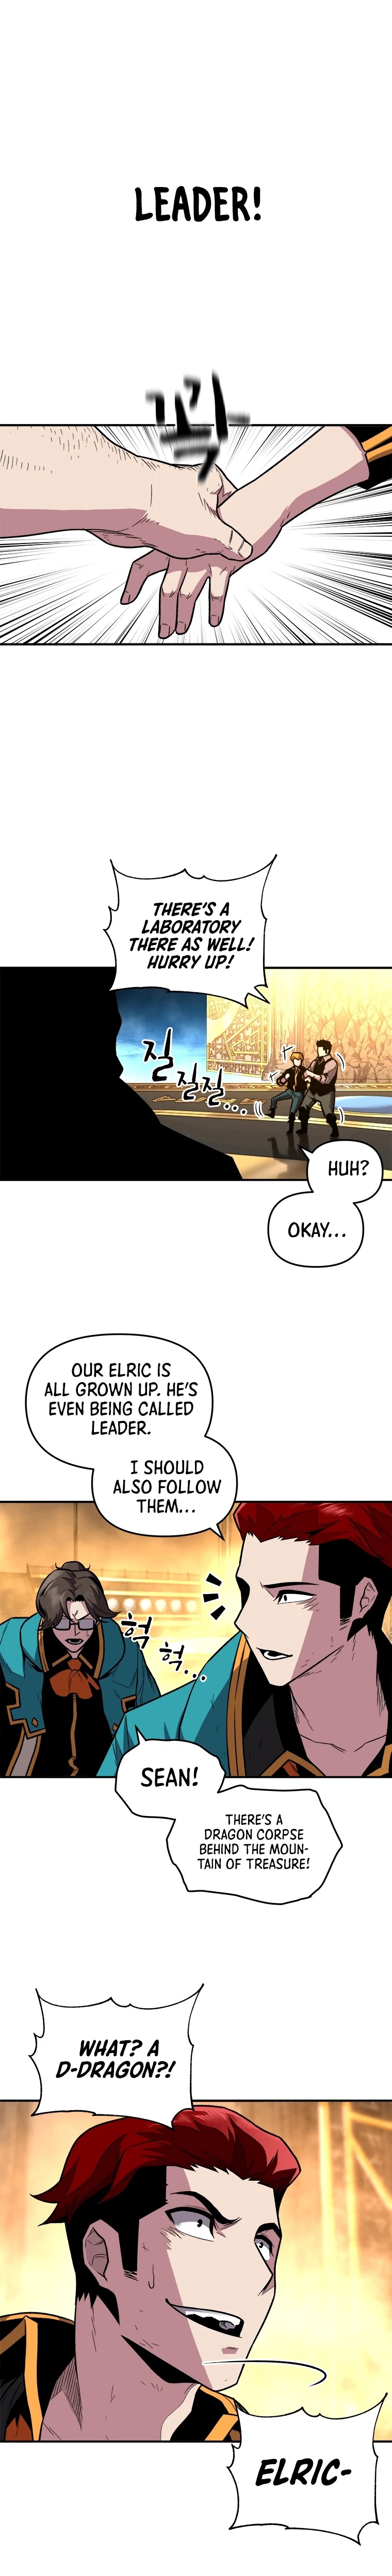 LEADER!
꽉
THERE'S A
LABORATORY
THERE AS WELL!
HURRY UP!
질
질질...
HUH?
OKAY...
OUR ELRIC IS
ALL GROWN UP. HE'S
EVEN BEING CALLED
LEADER.
I SHOULD
ALSO FOLLOW
THEM...
헉
헉...
SEAN!
THERE'S A
DRAGON CORPSE
BEHIND THE MOUN-
TAIN OF TREASURE!
WHAT? A
D-DRAGON?!
ELRIC-